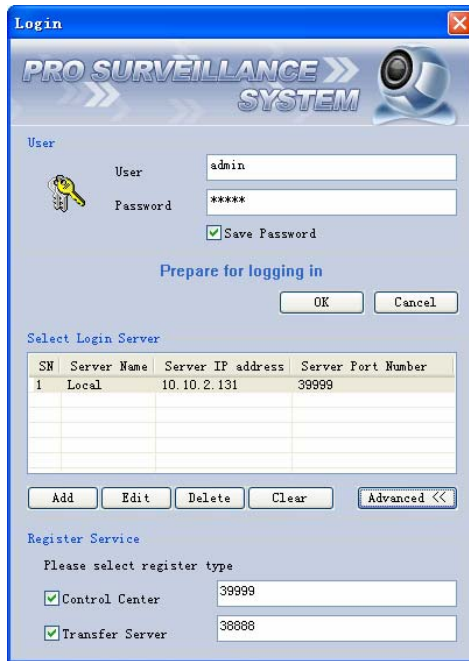 Login
PRO SURVEILLANCE
SYSTEM
User
User admin
Password *****
Save Password
Prepare for logging in
OK Cancel
Select Login Server
SN Server Name Server IP address Server Port Number
1 Local 10.10.2.131 39999
Add Edit Delete Clear Advanced <<
Register Service
Please select register type
Control Center 39999
Transfer Server 38888